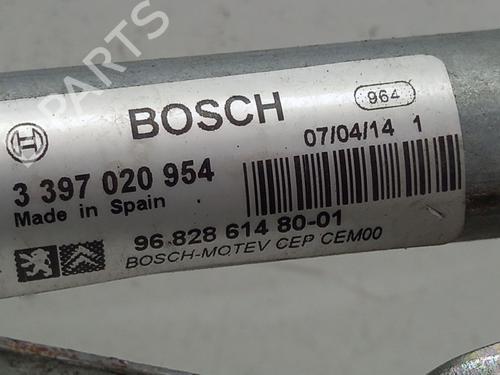 BOSCH
964
07/04/14 1
3 397 020 954
Made in Spain
96 828 614 80-01
BOSCH-MOTEV CEP CEM00
B-PARTS